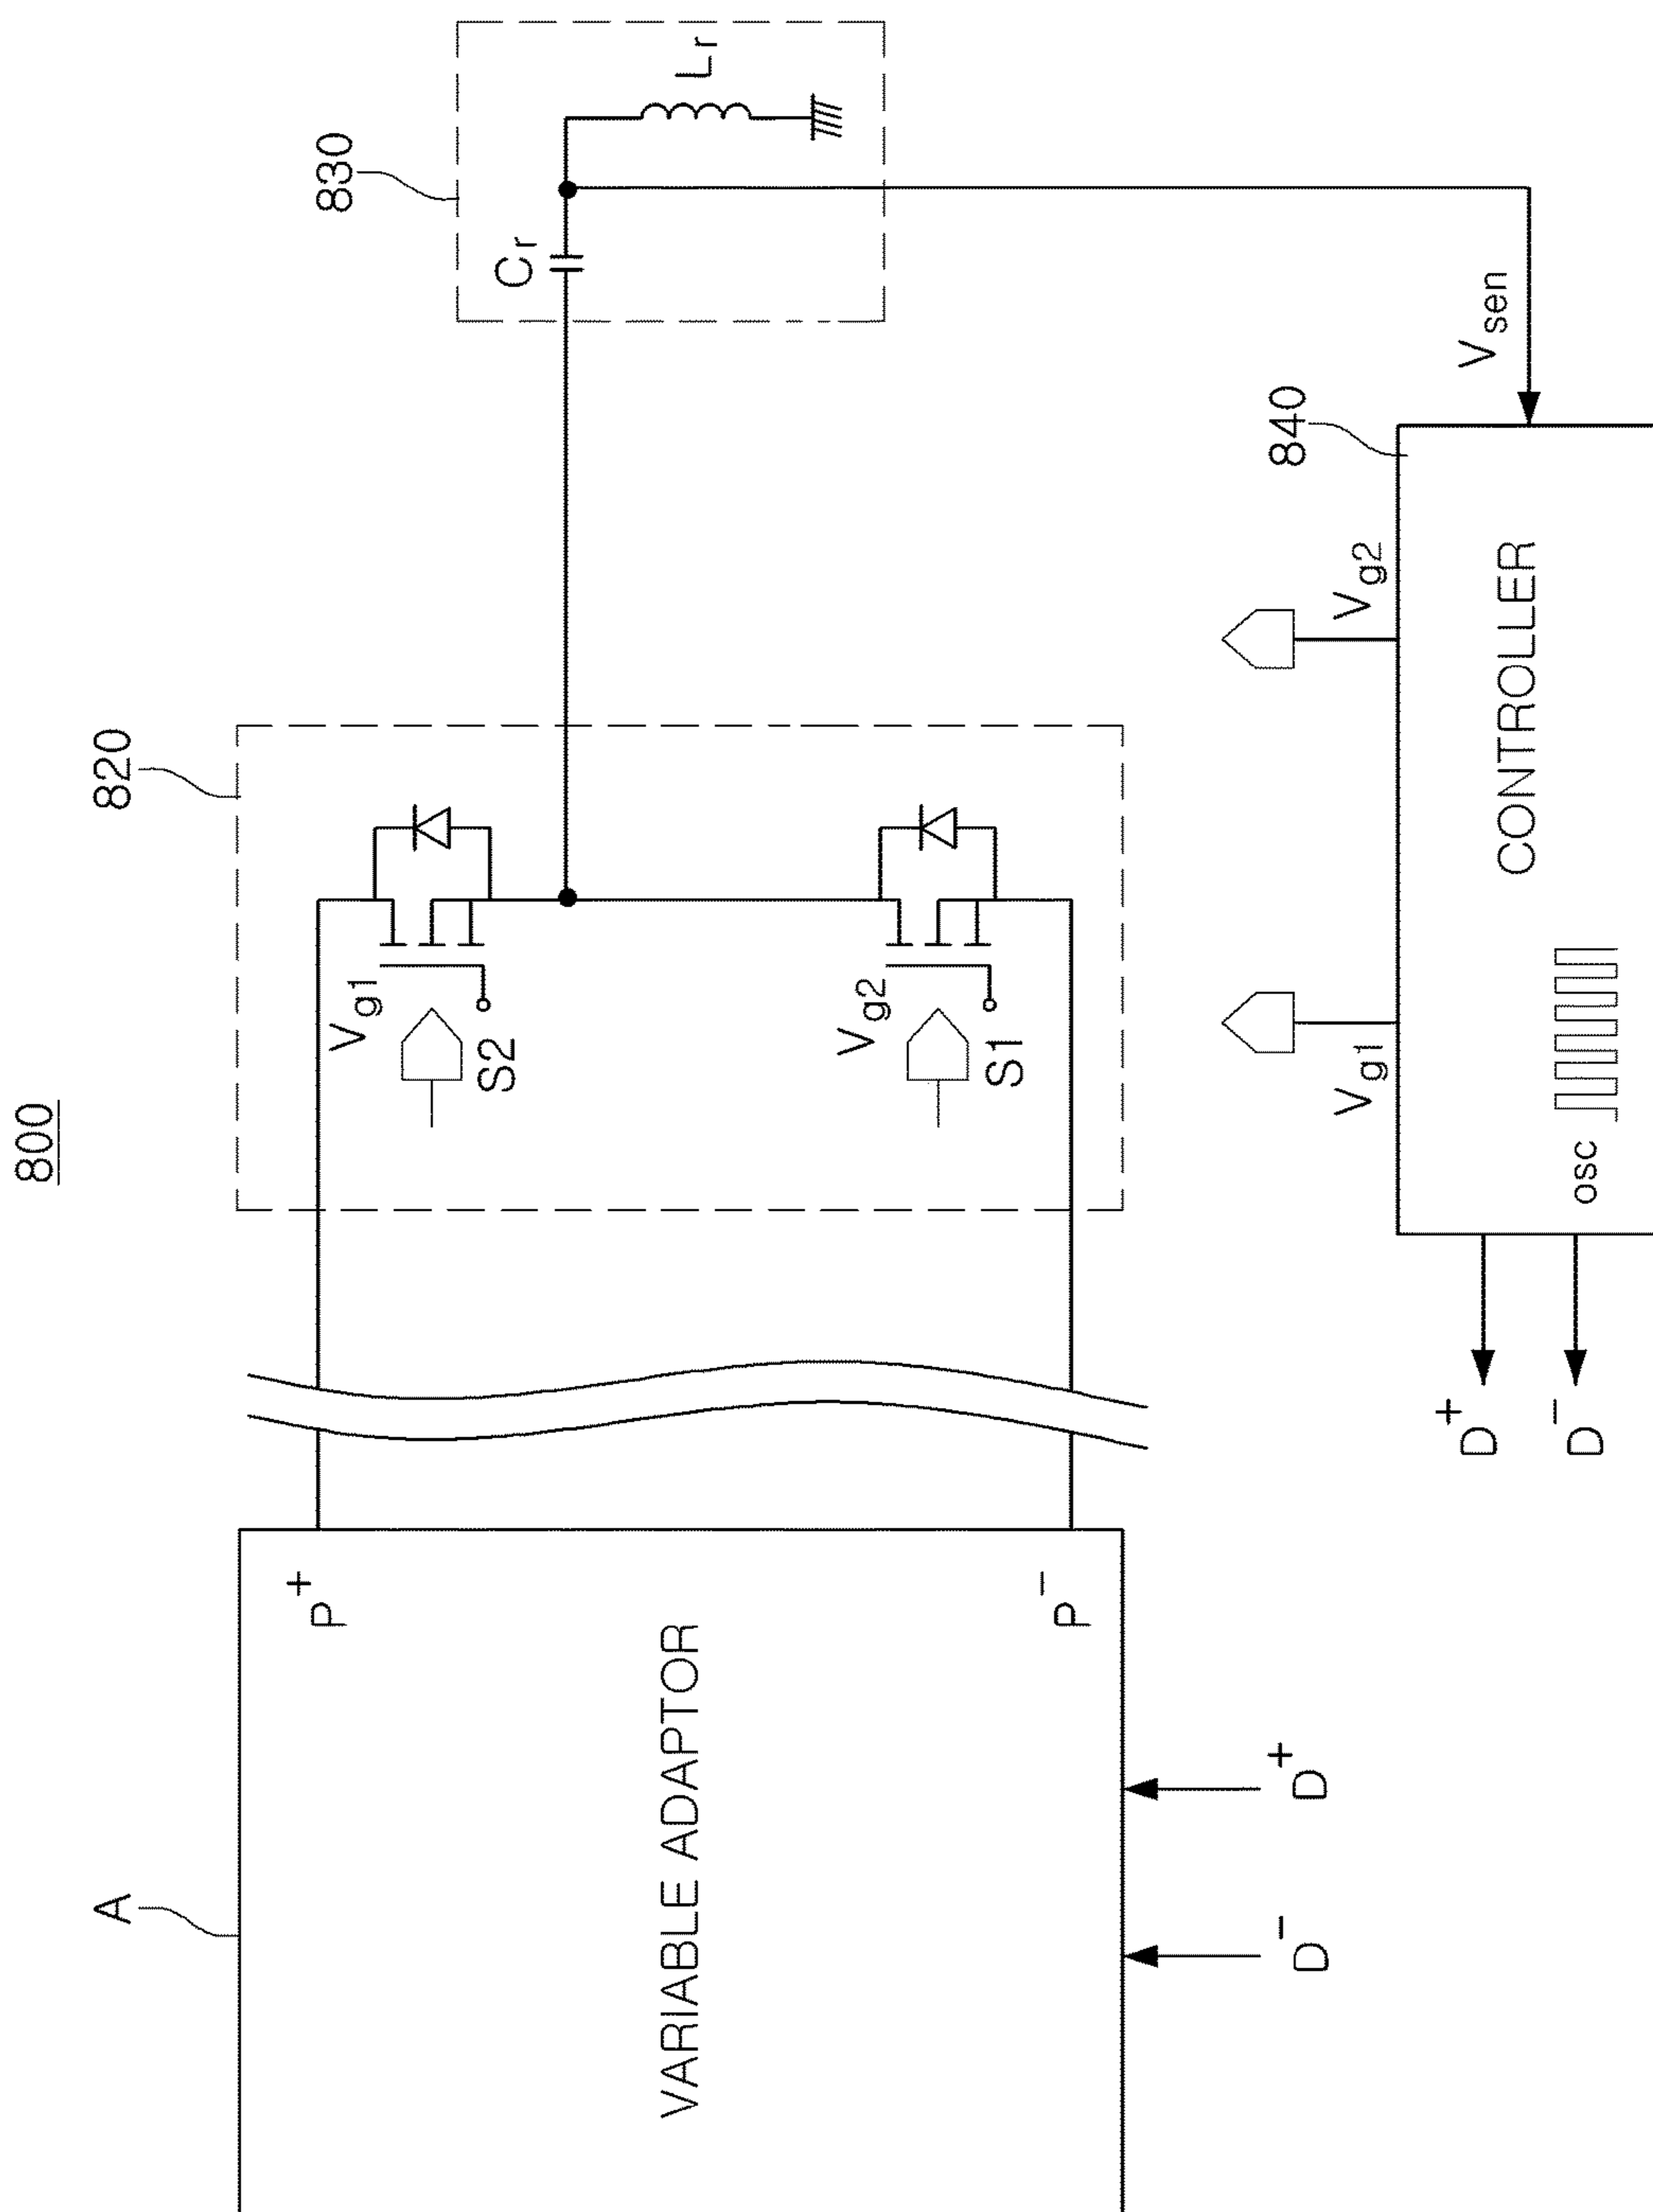 800
A
820
830
VARIABLE ADAPTOR
P+
P−
D−
D+
Vg1
S2
Vg2
S1
Cr
Lr
840
Vsen
Vg1
Vg2
CONTROLLER
osc
D+
D−